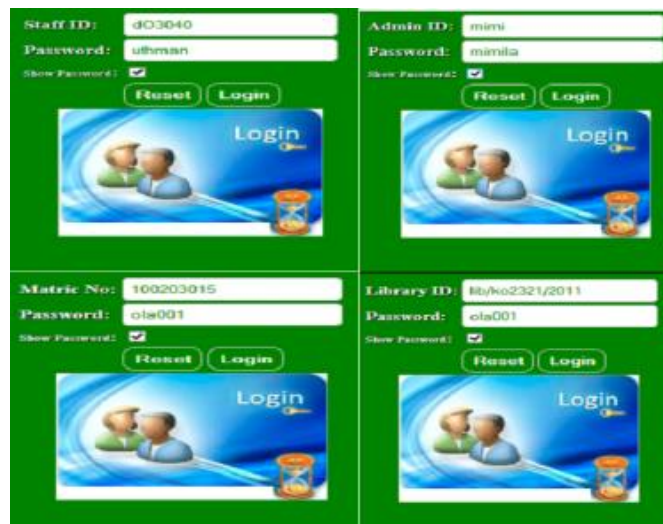 Staff ID: dO3040
Password: uthman
Show Password:
Reset Login
Login
Admin ID: mimi
Password: mimila
Show Password:
Reset Login
Login
Matric No: 100203015
Password: ola001
Show Password:
Reset Login
Login
Library ID: lib/ko2321/2011
Password: ola001
Show Password:
Reset Login
Login